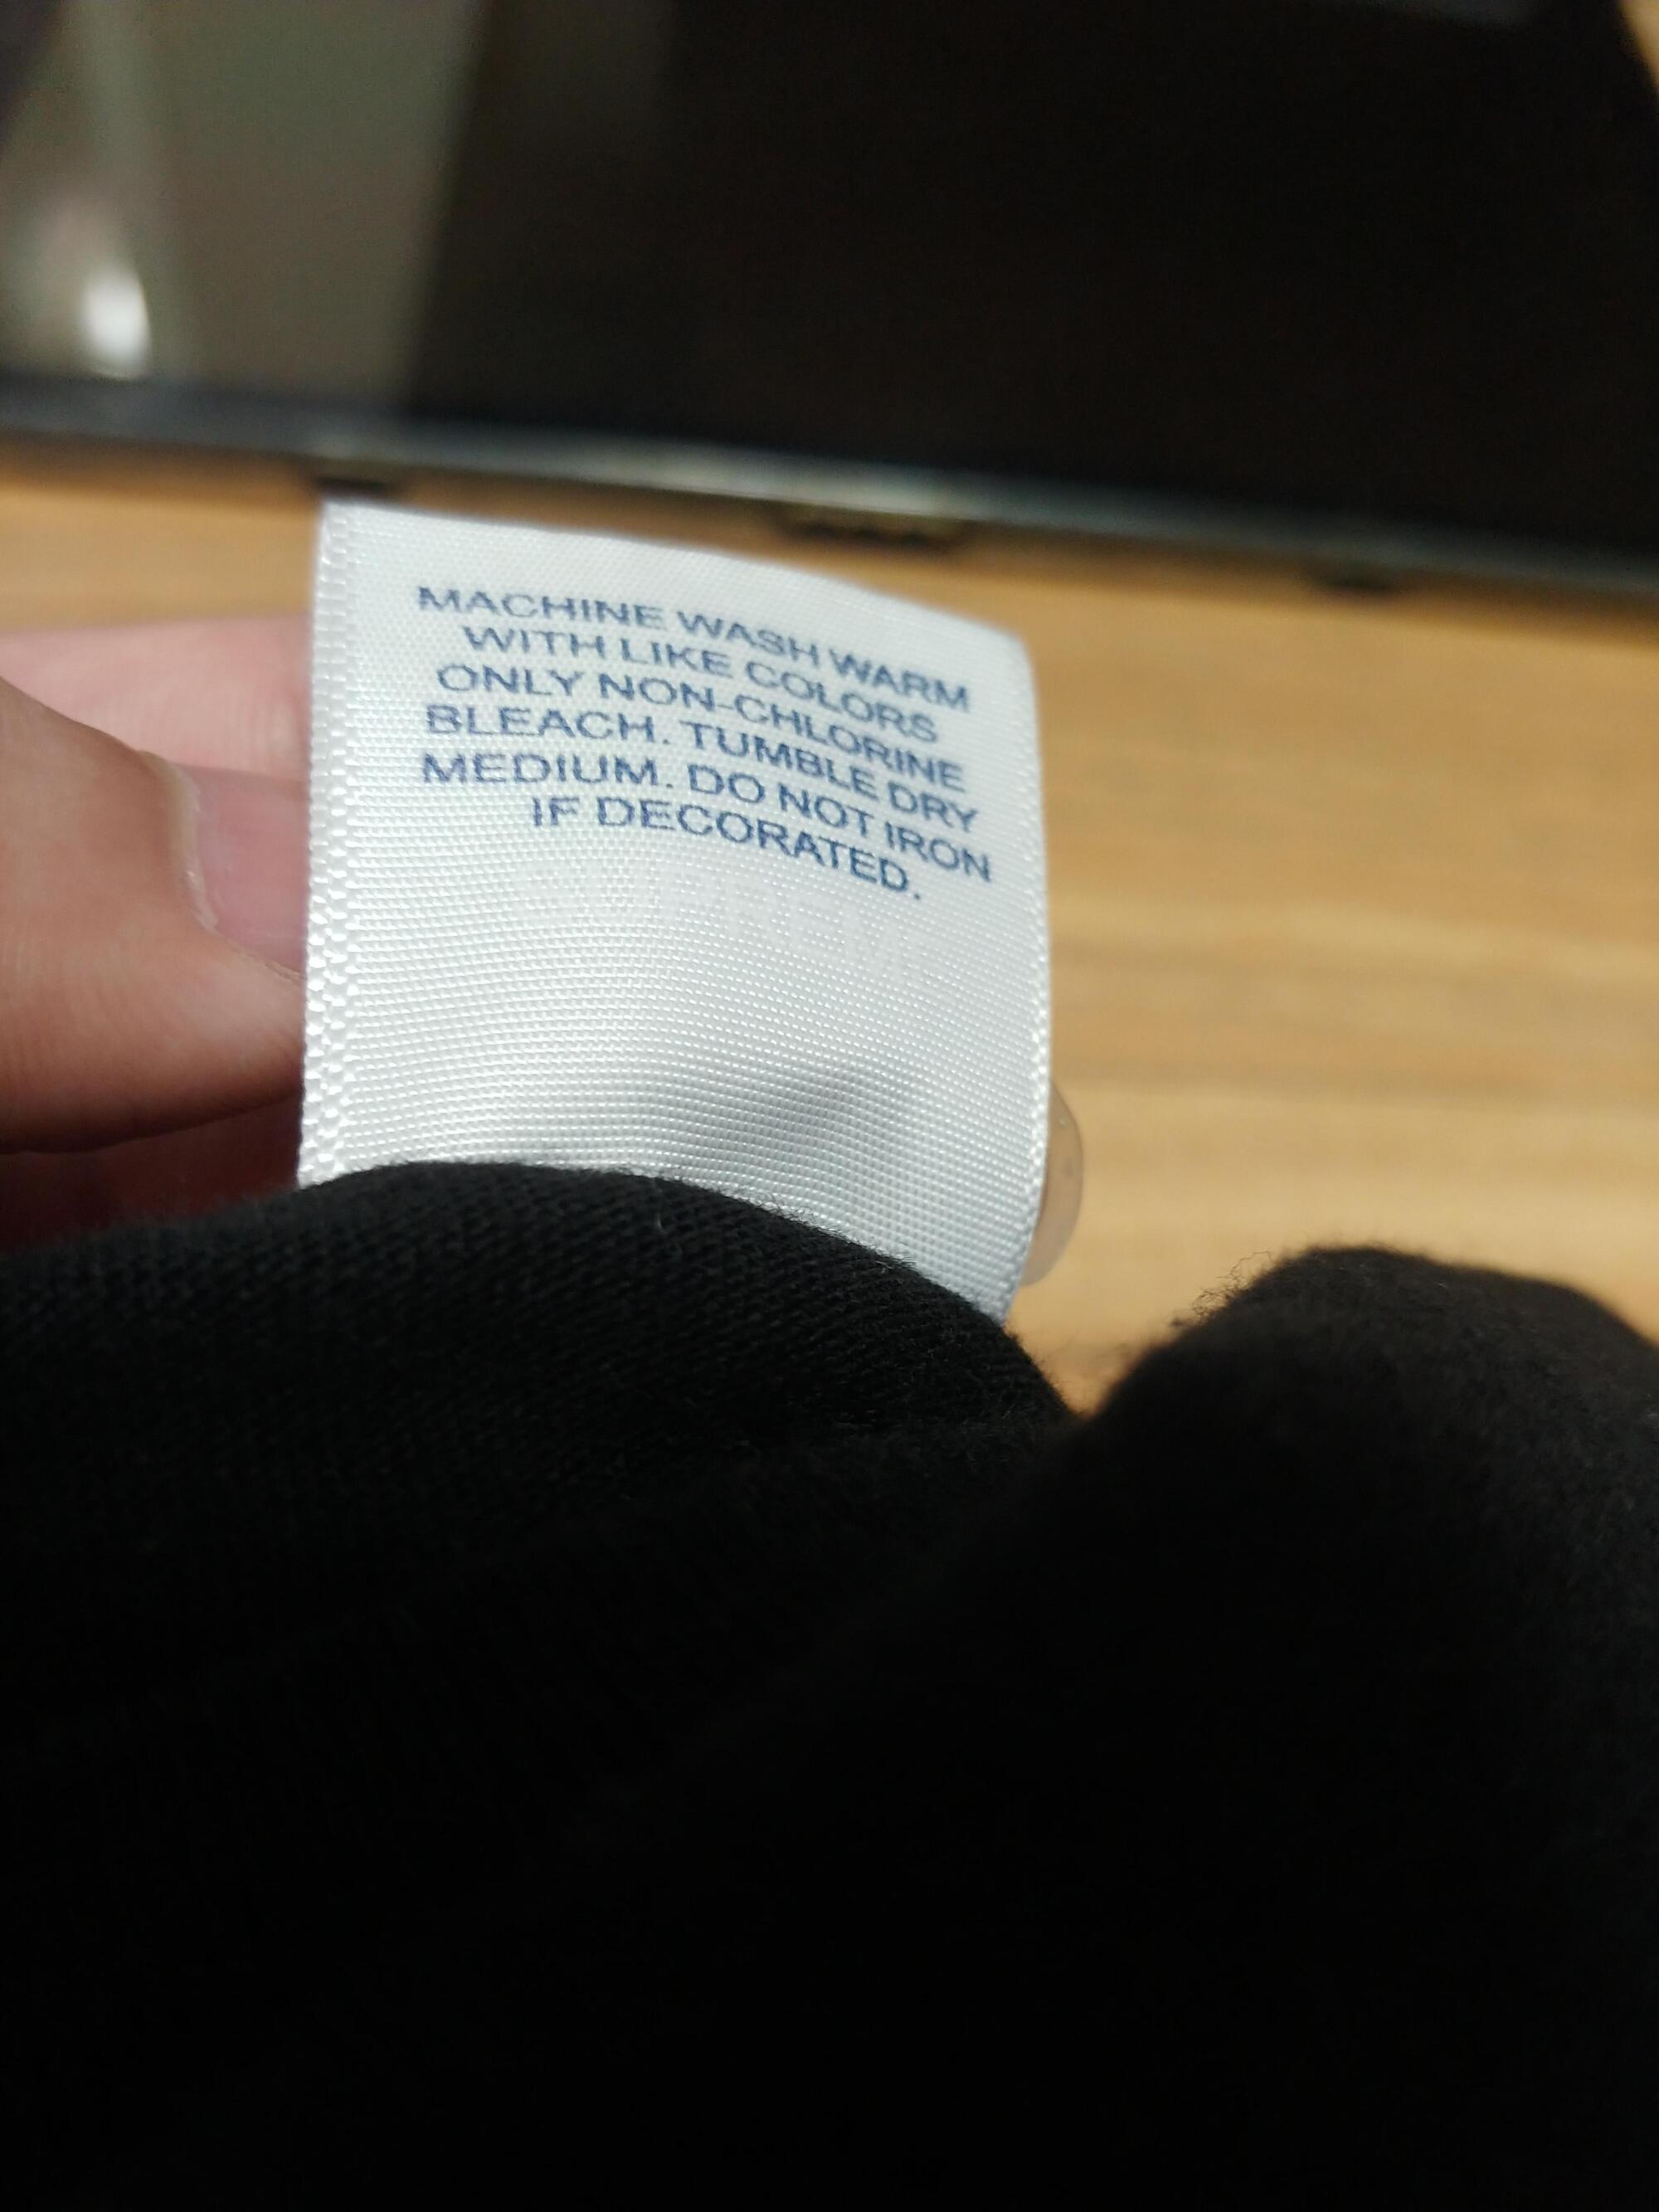 MACHINE WASH WARM
WITH LIKE COLORS
ONLY NON-CHLORINE
BLEACH. TUMBLE DRY
MEDIUM. DO NOT IRON
IF DECORATED.